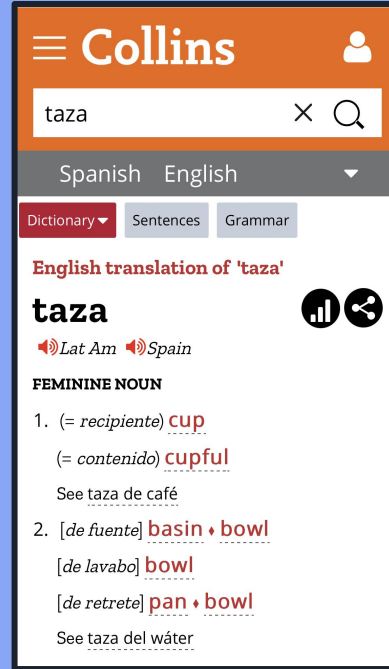 Collins
taza
Spanish English
Dictionary Sentences Grammar
English translation of 'taza'
taza
Lat Am Spain
FEMININE NOUN
1. (= recipiente) cup
(= contenido) cupful
See taza de café
2. [de fuente] basin ♦ bowl
[de lavabo] bowl
[de retrete] pan ♦ bowl
See taza del wáter